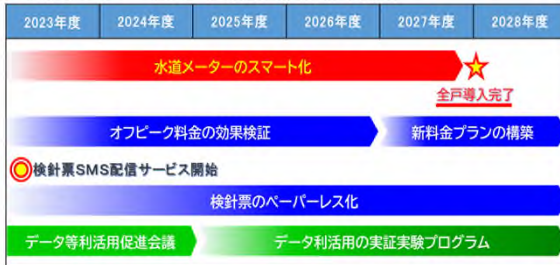 2023年度 2024年度 2025年度 2026年度 2027年度 2028年度
水道メーターのスマート化
全戸導入完了
オフピーク料金の効果検証 新料金プランの構築
検針票SMS配信サービス開始
検針票のペーパーレス化
データ等利活用促進会議 データ利活用の実証実験プログラム